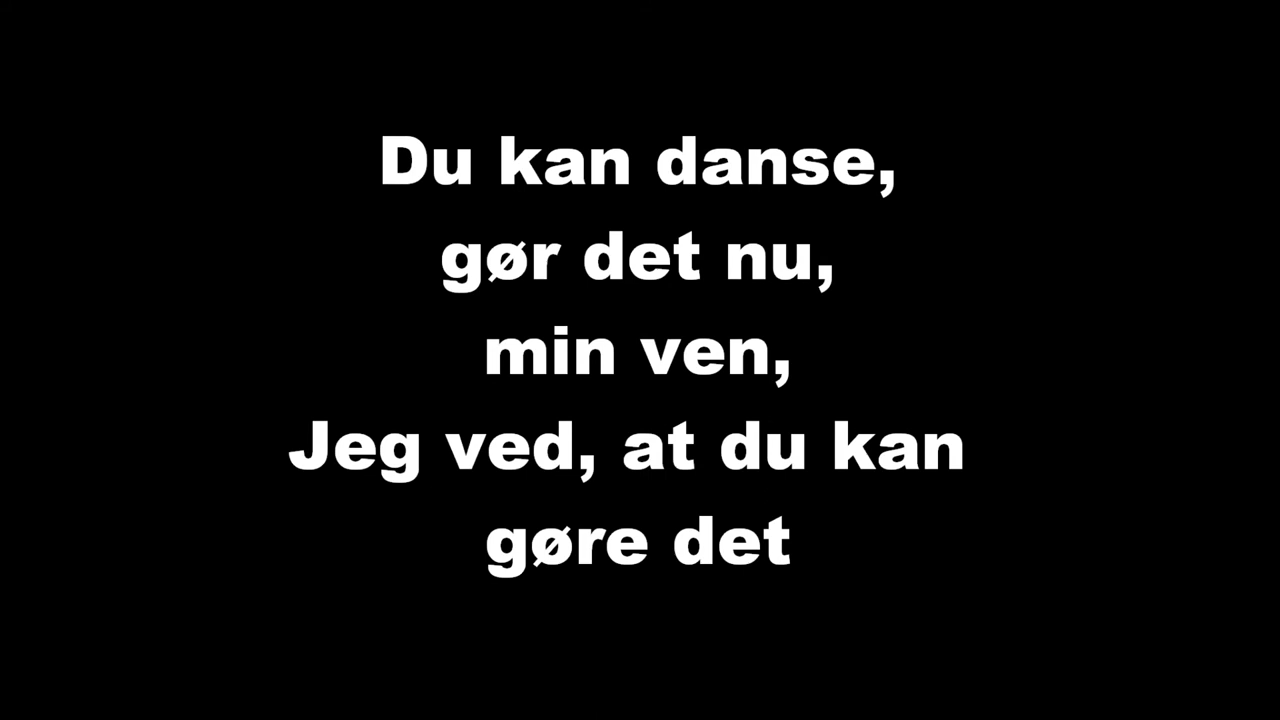 Du kan danse,
gør det nu,
min ven,
Jeg ved, at du kan
gøre det